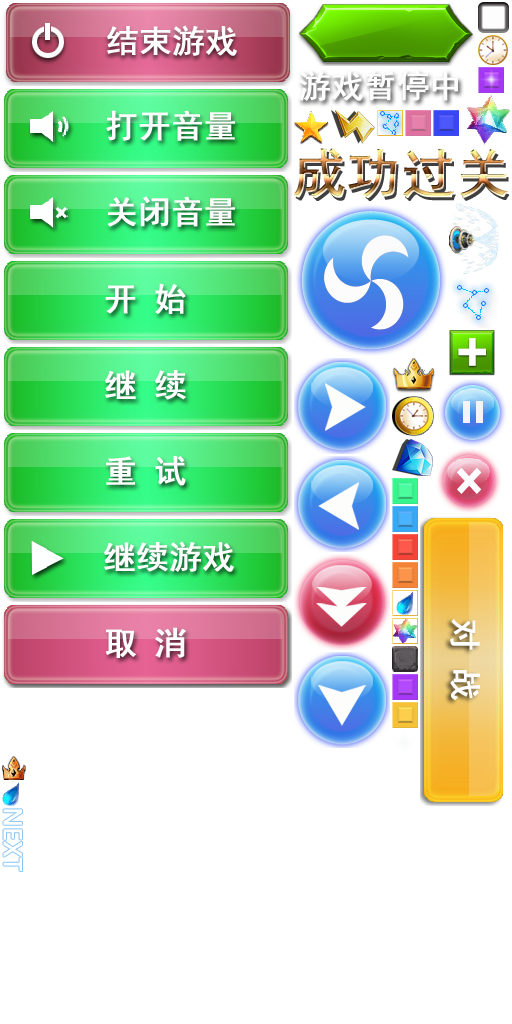 结束游戏
打开音量
关闭音量
开 始
继 续
重 试
继续游戏
取 消
游戏暂停中
成功过关
对 战
NEXT